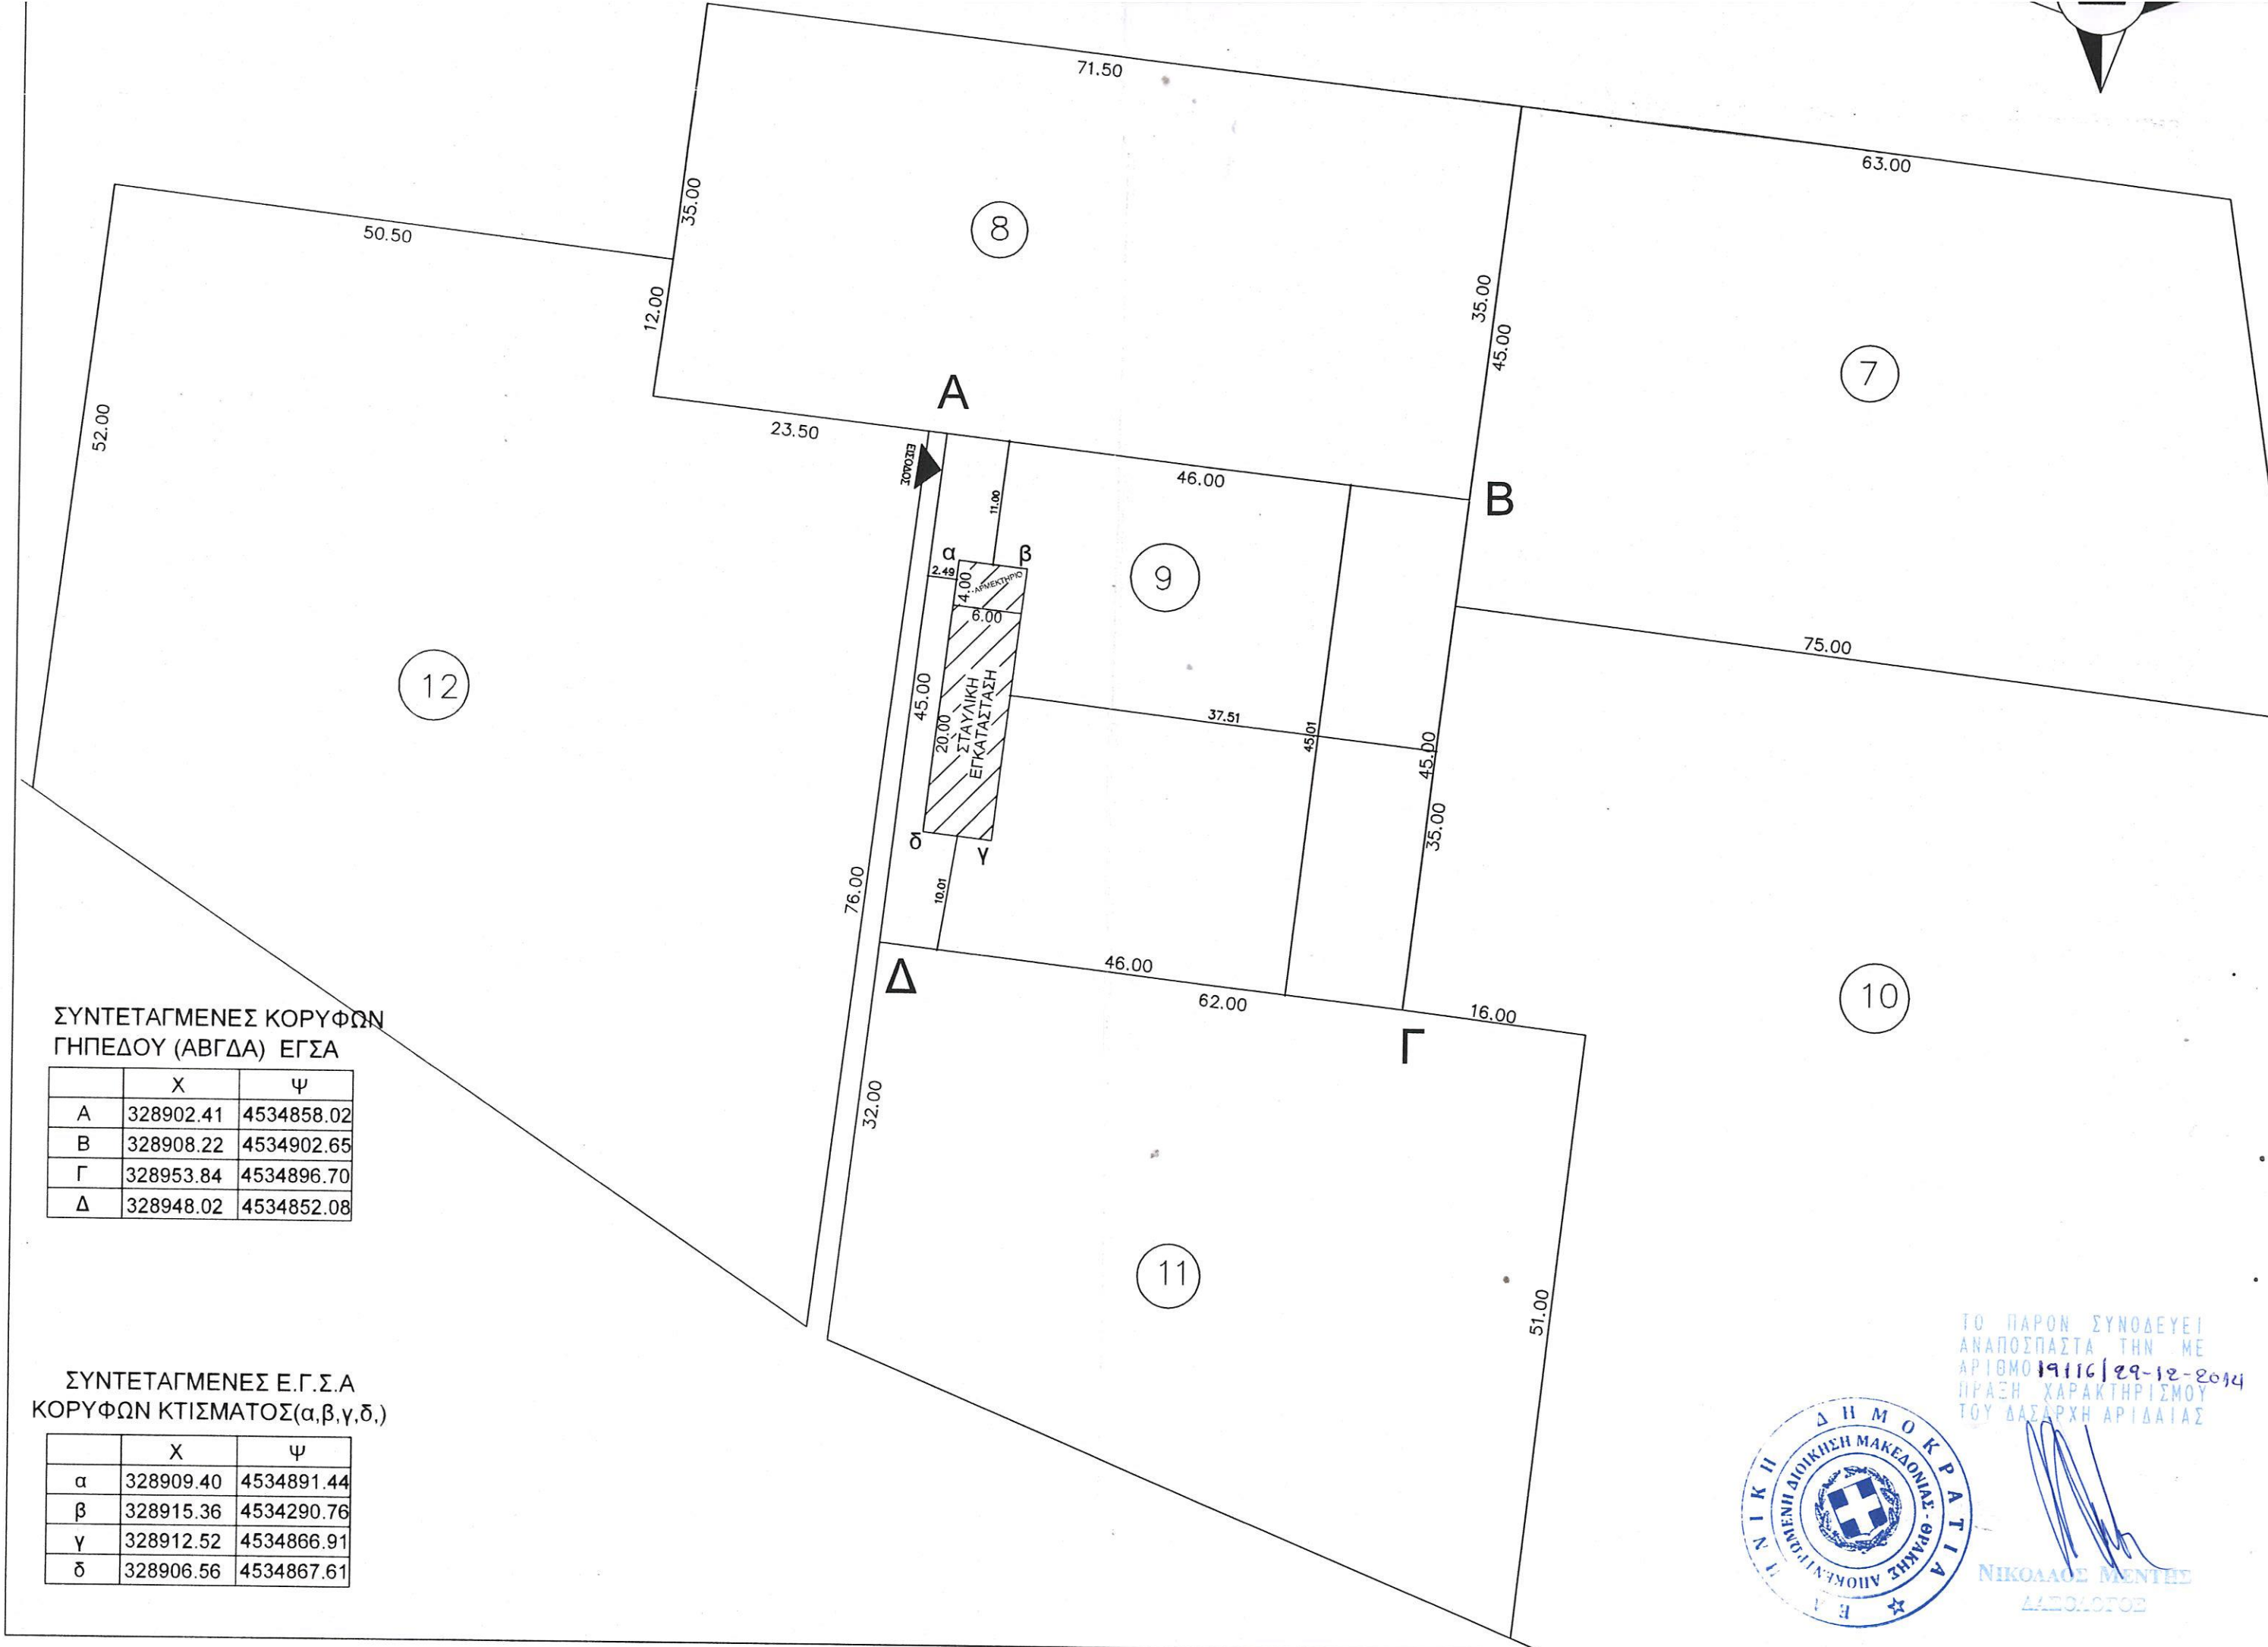 71.50
63.00
35.00
50.50
8
12.00
35.00
45.00
7
52.00
Α
23.50
ΕΙΣΟΔΟΣ
46.00
11.00
Β
α
β
2.49
4.00
ΑΡΜΕΚΤΗΡΙΟ
6.00
9
75.00
12
45.00
20.00
ΣΤΑΥΛΙΚΗ
ΕΓΚΑΤΑΣΤΑΣΗ
37.51
45.01
45.00
35.00
δ
γ
76.00
10.01
Δ
46.00
62.00
16.00
Γ
10
32.00
11
51.00
ΣΥΝΤΕΤΑΓΜΕΝΕΣ ΚΟΡΥΦΩΝ
ΓΗΠΕΔΟΥ (ΑΒΓΔΑ) ΕΓΣΑ
Χ Ψ
Α 328902.41 4534858.02
Β 328908.22 4534902.65
Γ 328953.84 4534896.70
Δ 328948.02 4534852.08
ΣΥΝΤΕΤΑΓΜΕΝΕΣ Ε.Γ.Σ.Α
ΚΟΡΥΦΩΝ ΚΤΙΣΜΑΤΟΣ(α,β,γ,δ,)
Χ Ψ
α 328909.40 4534891.44
β 328915.36 4534290.76
γ 328912.52 4534866.91
δ 328906.56 4534867.61
ΤΟ ΠΑΡΟΝ ΣΥΝΟΔΕΥΕΙ
ΑΝΑΠΟΣΠΑΣΤΑ ΤΗΝ ΜΕ
ΑΡΙΘΜΟ 19116/29-12-2014
ΠΡΑΞΗ ΧΑΡΑΚΤΗΡΙΣΜΟΥ
ΤΟΥ ΔΑΣΑΡΧΗ ΑΡΙΔΑΙΑΣ
ΕΛΛΗΝΙΚΗ ΔΗΜΟΚΡΑΤΙΑ
ΑΠΟΚΕΝΤΡΩΜΕΝΗ ΔΙΟΙΚΗΣΗ ΜΑΚΕΔΟΝΙΑΣ - ΘΡΑΚΗΣ
ΝΙΚΟΛΑΟΣ ΜΕΝΤΗΣ
ΔΑΣΟΛΟΓΟΣ